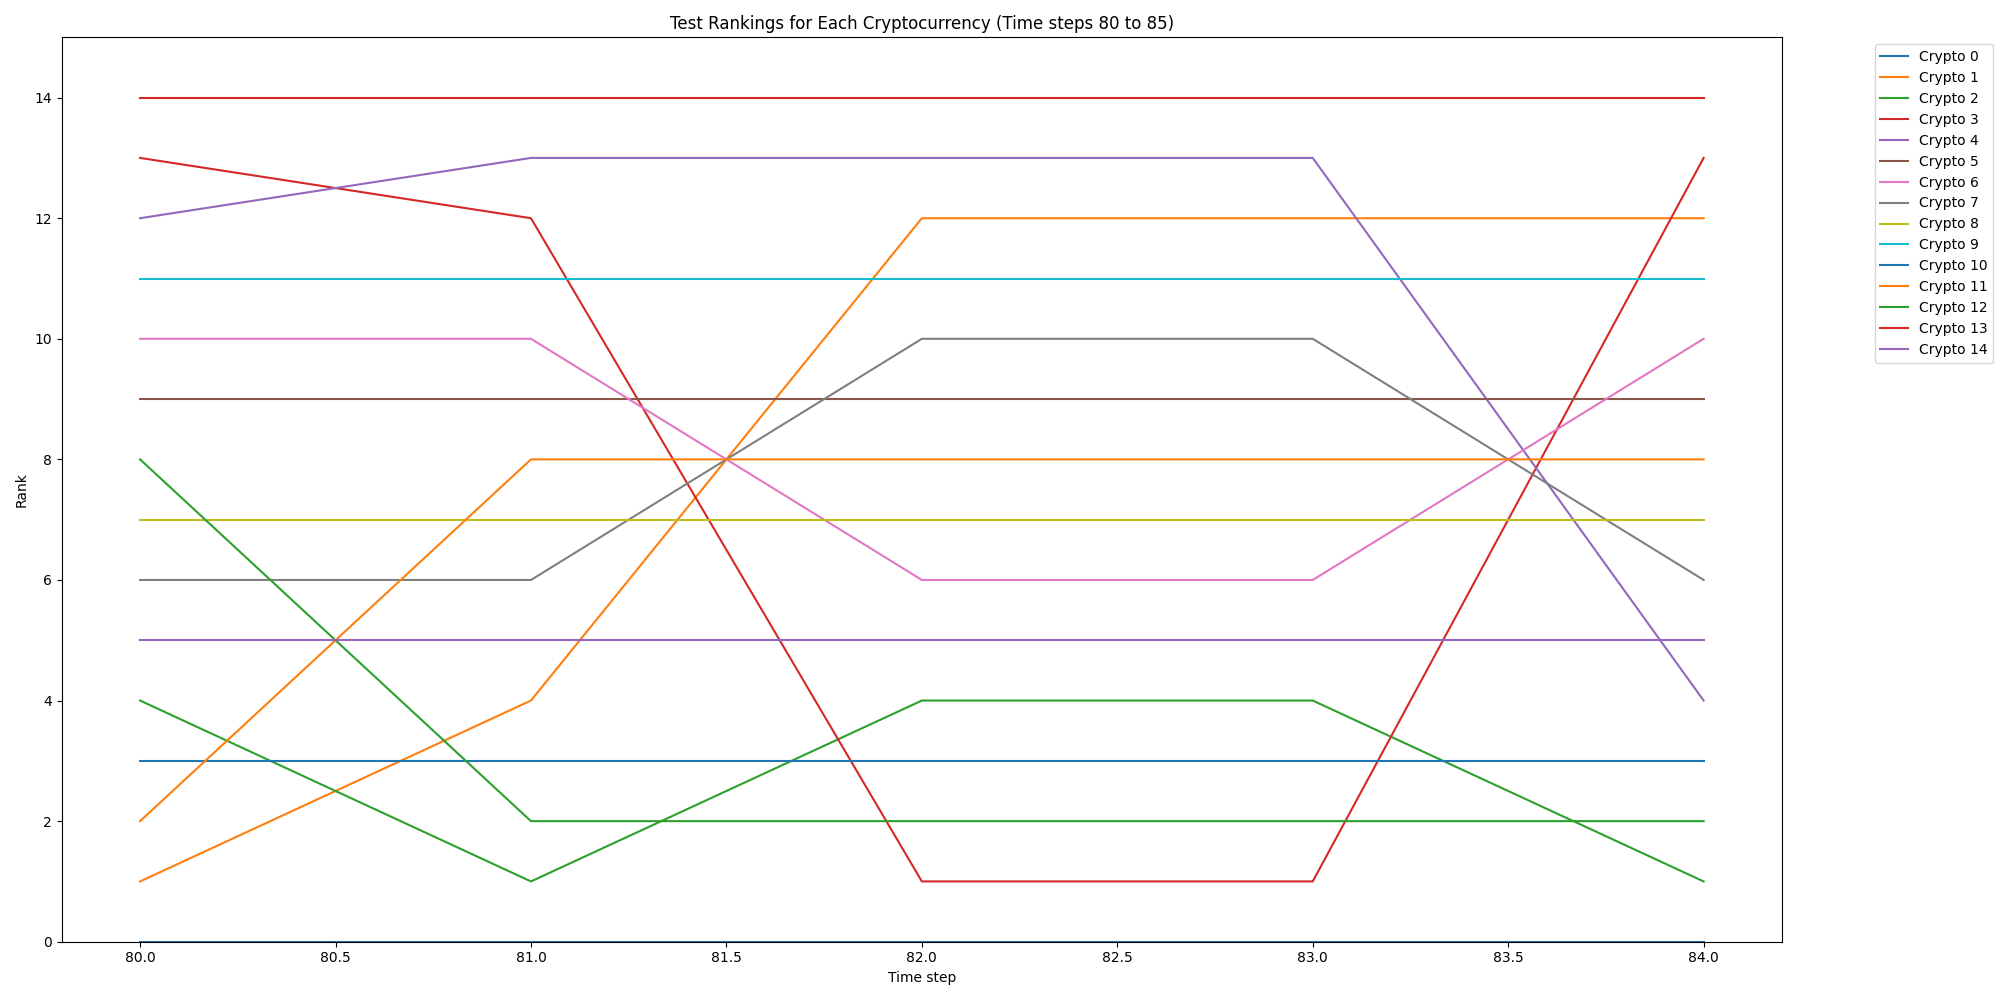 Test Rankings for Each Cryptocurrency (Time steps 80 to 85)
14
12
10
8
6
4
2
0
Rank
80.0 80.5 81.0 81.5 82.0 82.5 83.0 83.5 84.0
Time step
Crypto 0
Crypto 1
Crypto 2
Crypto 3
Crypto 4
Crypto 5
Crypto 6
Crypto 7
Crypto 8
Crypto 9
Crypto 10
Crypto 11
Crypto 12
Crypto 13
Crypto 14